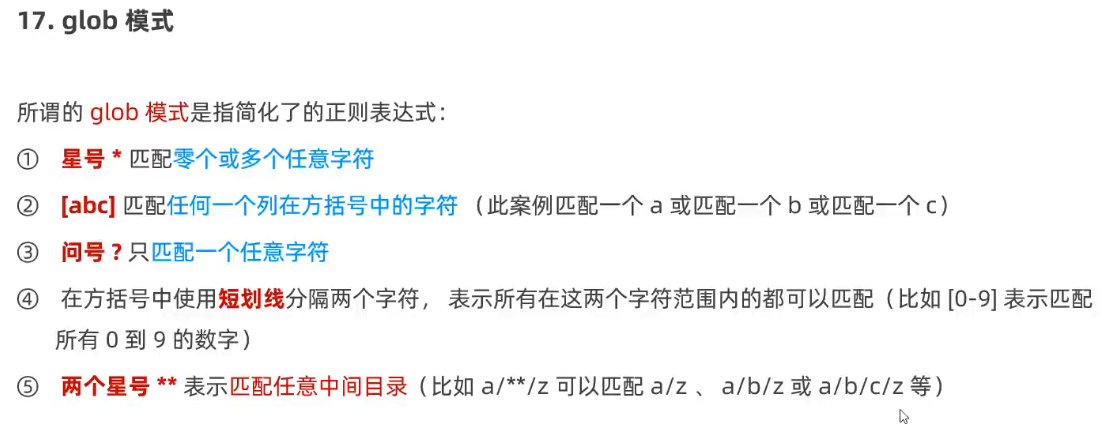 17. glob 模式
所谓的 glob 模式是指简化了的正则表达式：
① 星号 * 匹配零个或多个任意字符
② [abc] 匹配任何一个列在方括号中的字符 （此案例匹配一个 a 或匹配一个 b 或匹配一个 c）
③ 问号 ? 只匹配一个任意字符
④ 在方括号中使用短划线分隔两个字符， 表示所有在这两个字符范围内的都可以匹配（比如 [0-9] 表示匹配
所有 0 到 9 的数字）
⑤ 两个星号 ** 表示匹配任意中间目录（比如 a/**/z 可以匹配 a/z 、 a/b/z 或 a/b/c/z 等）